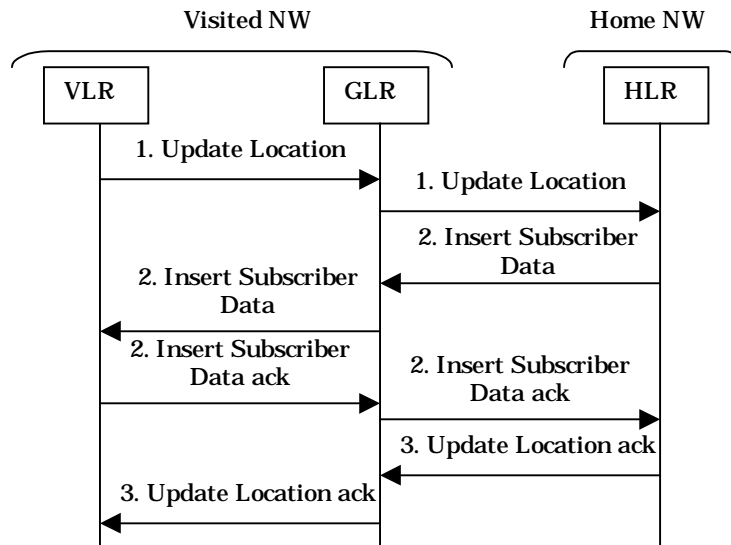 Visited NW
Home NW
VLR
GLR
HLR
1. Update Location
1. Update Location
2. Insert Subscriber
Data
2. Insert Subscriber
Data
2. Insert Subscriber
Data ack
2. Insert Subscriber
Data ack
3. Update Location ack
3. Update Location ack